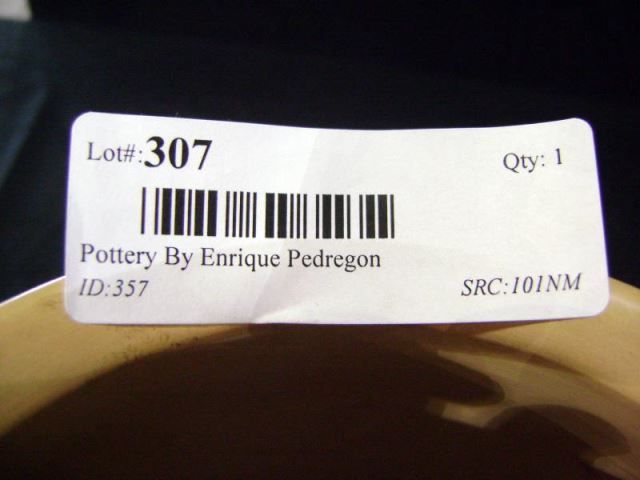 Lot#:307
Qty: 1
Pottery By Enrique Pedregon
ID:357
SRC:101NM